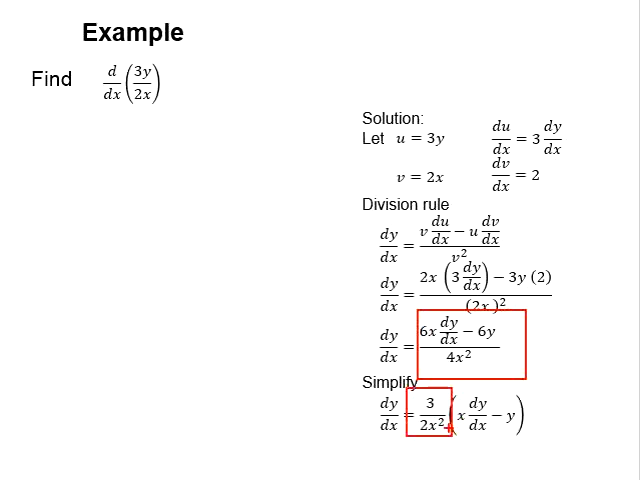 Example
Find d/dx (3y/2x)
Solution:
Let u = 3y du/dx = 3 dy/dx
v = 2x dv/dx = 2
Division rule
dy/dx = (v du/dx − u dv/dx)/v²
dy/dx = (2x (3 dy/dx) − 3y (2))/(2x)²
dy/dx = (6x dy/dx − 6y)/4x²
Simplify
dy/dx = 3/2x² (x dy/dx − y)